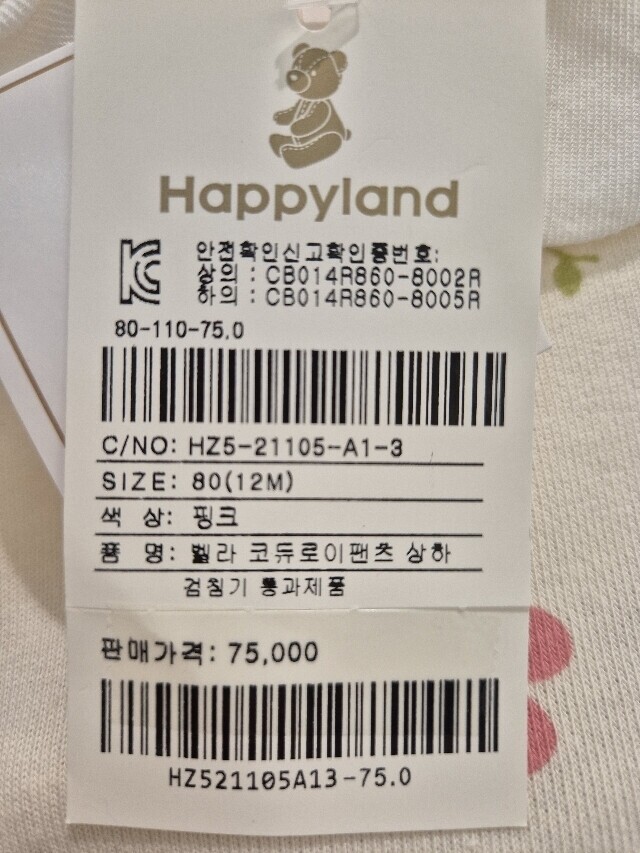 Happyland
안전확인신고확인증번호:
상의 : CB014R860-8002R
하의 : CB014R860-8005R
80-110-75.0
C/NO: HZ5-21105-A1-3
SIZE: 80(12M)
색 상: 핑크
품 명: 벨라 코듀로이팬츠 상하
검침기 통과제품
판매가격: 75,000
HZ521105A13-75.0